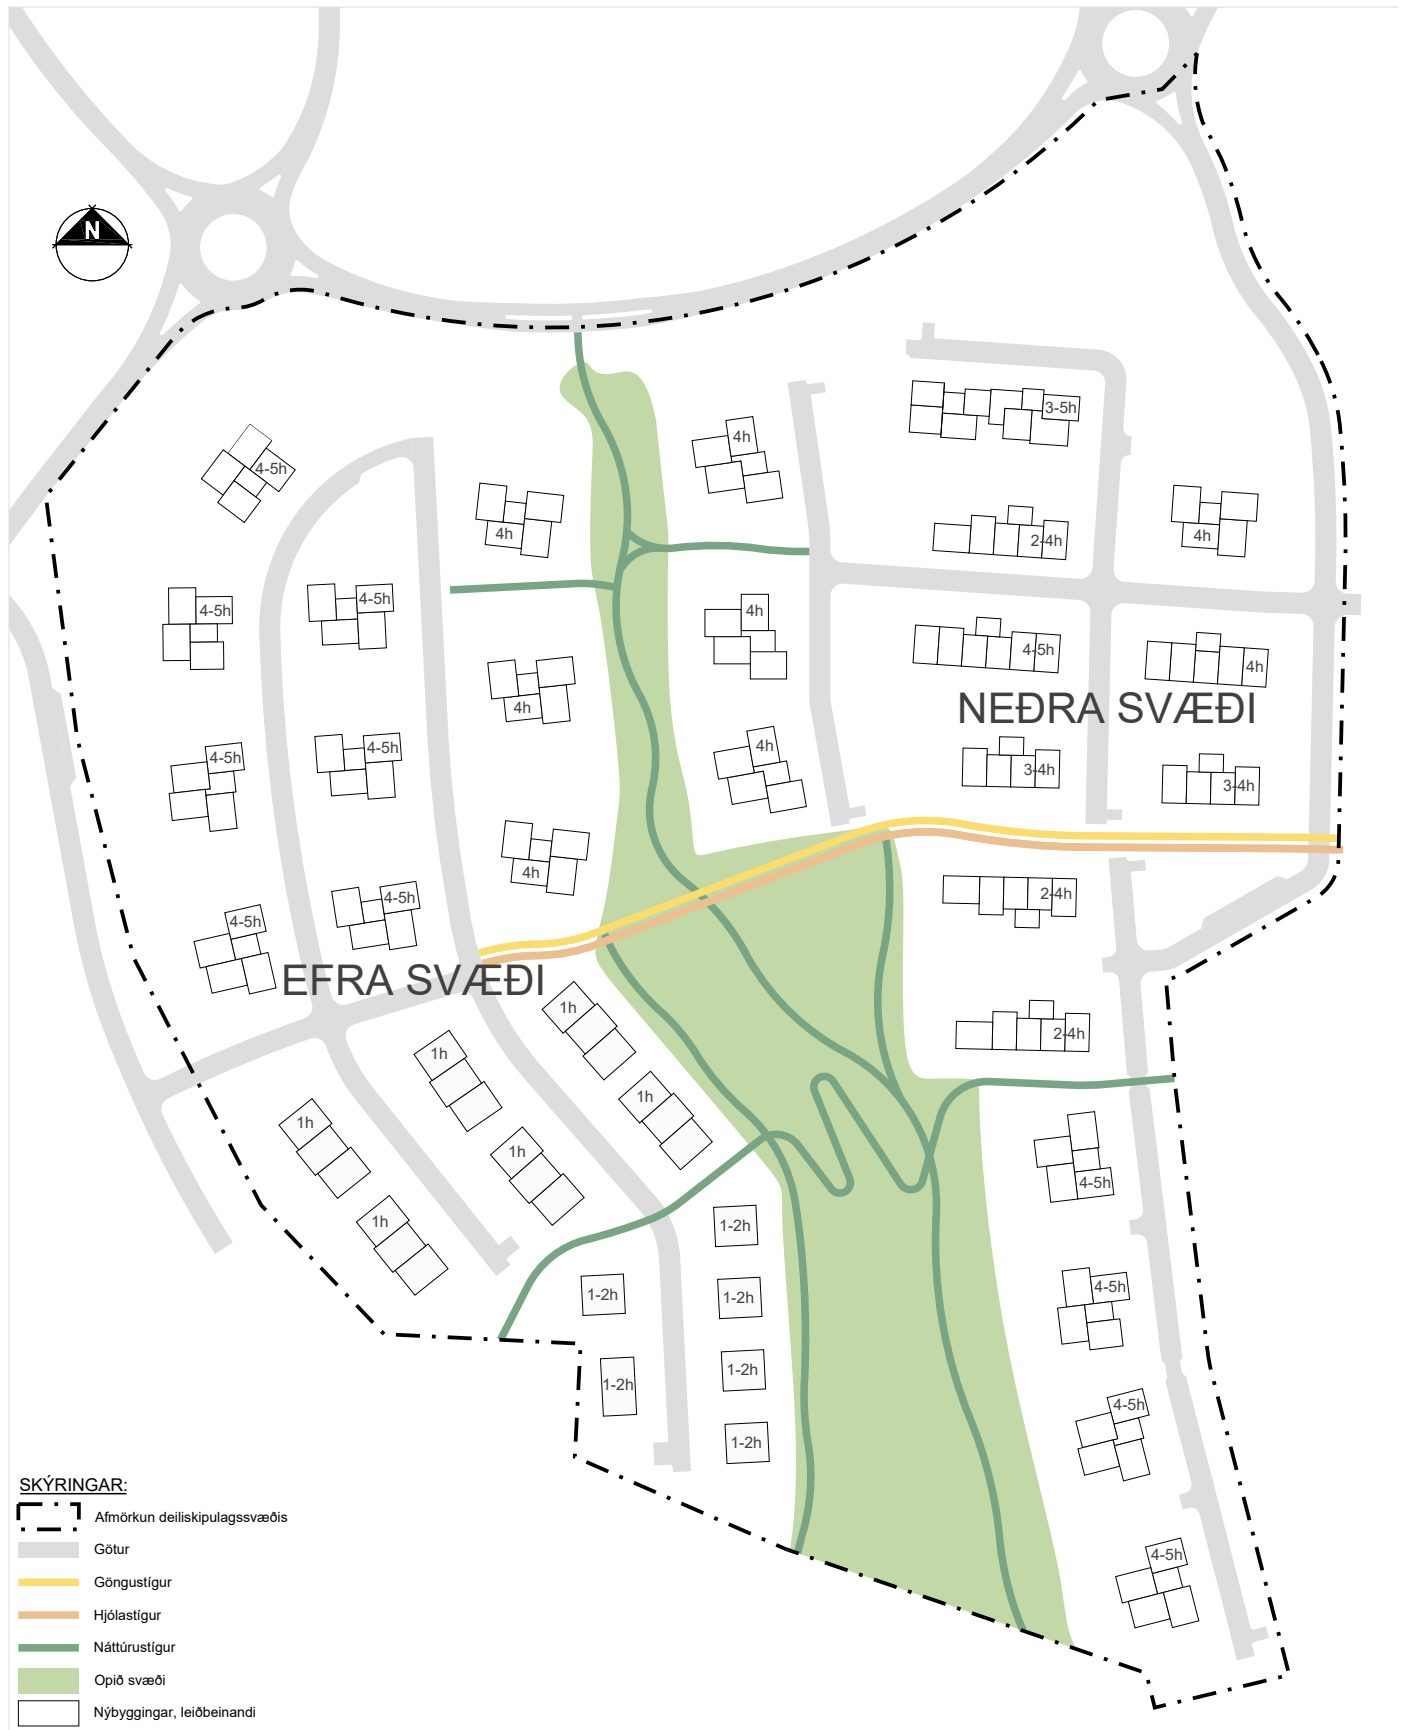 N
3-5h
4h
4-5h
4h
2-4h
4h
4-5h
4-5h
4h
4-5h
4h
4h
NEÐRA SVÆÐI
4-5h
4-5h
4h
3-4h
3-4h
4h
4-5h
4-5h
2-4h
EFRA SVÆÐI
1h
2-4h
1h
1h
1h
1h
4-5h
1h
1-2h
4-5h
1-2h
1-2h
1-2h
1-2h
4-5h
1-2h
4-5h
SKÝRINGAR:
Afmörkun deiliskipulagssvæðis
Götur
Göngustígur
Hjólastígur
Náttúrustígur
Opið svæði
Nýbyggingar, leiðbeinandi